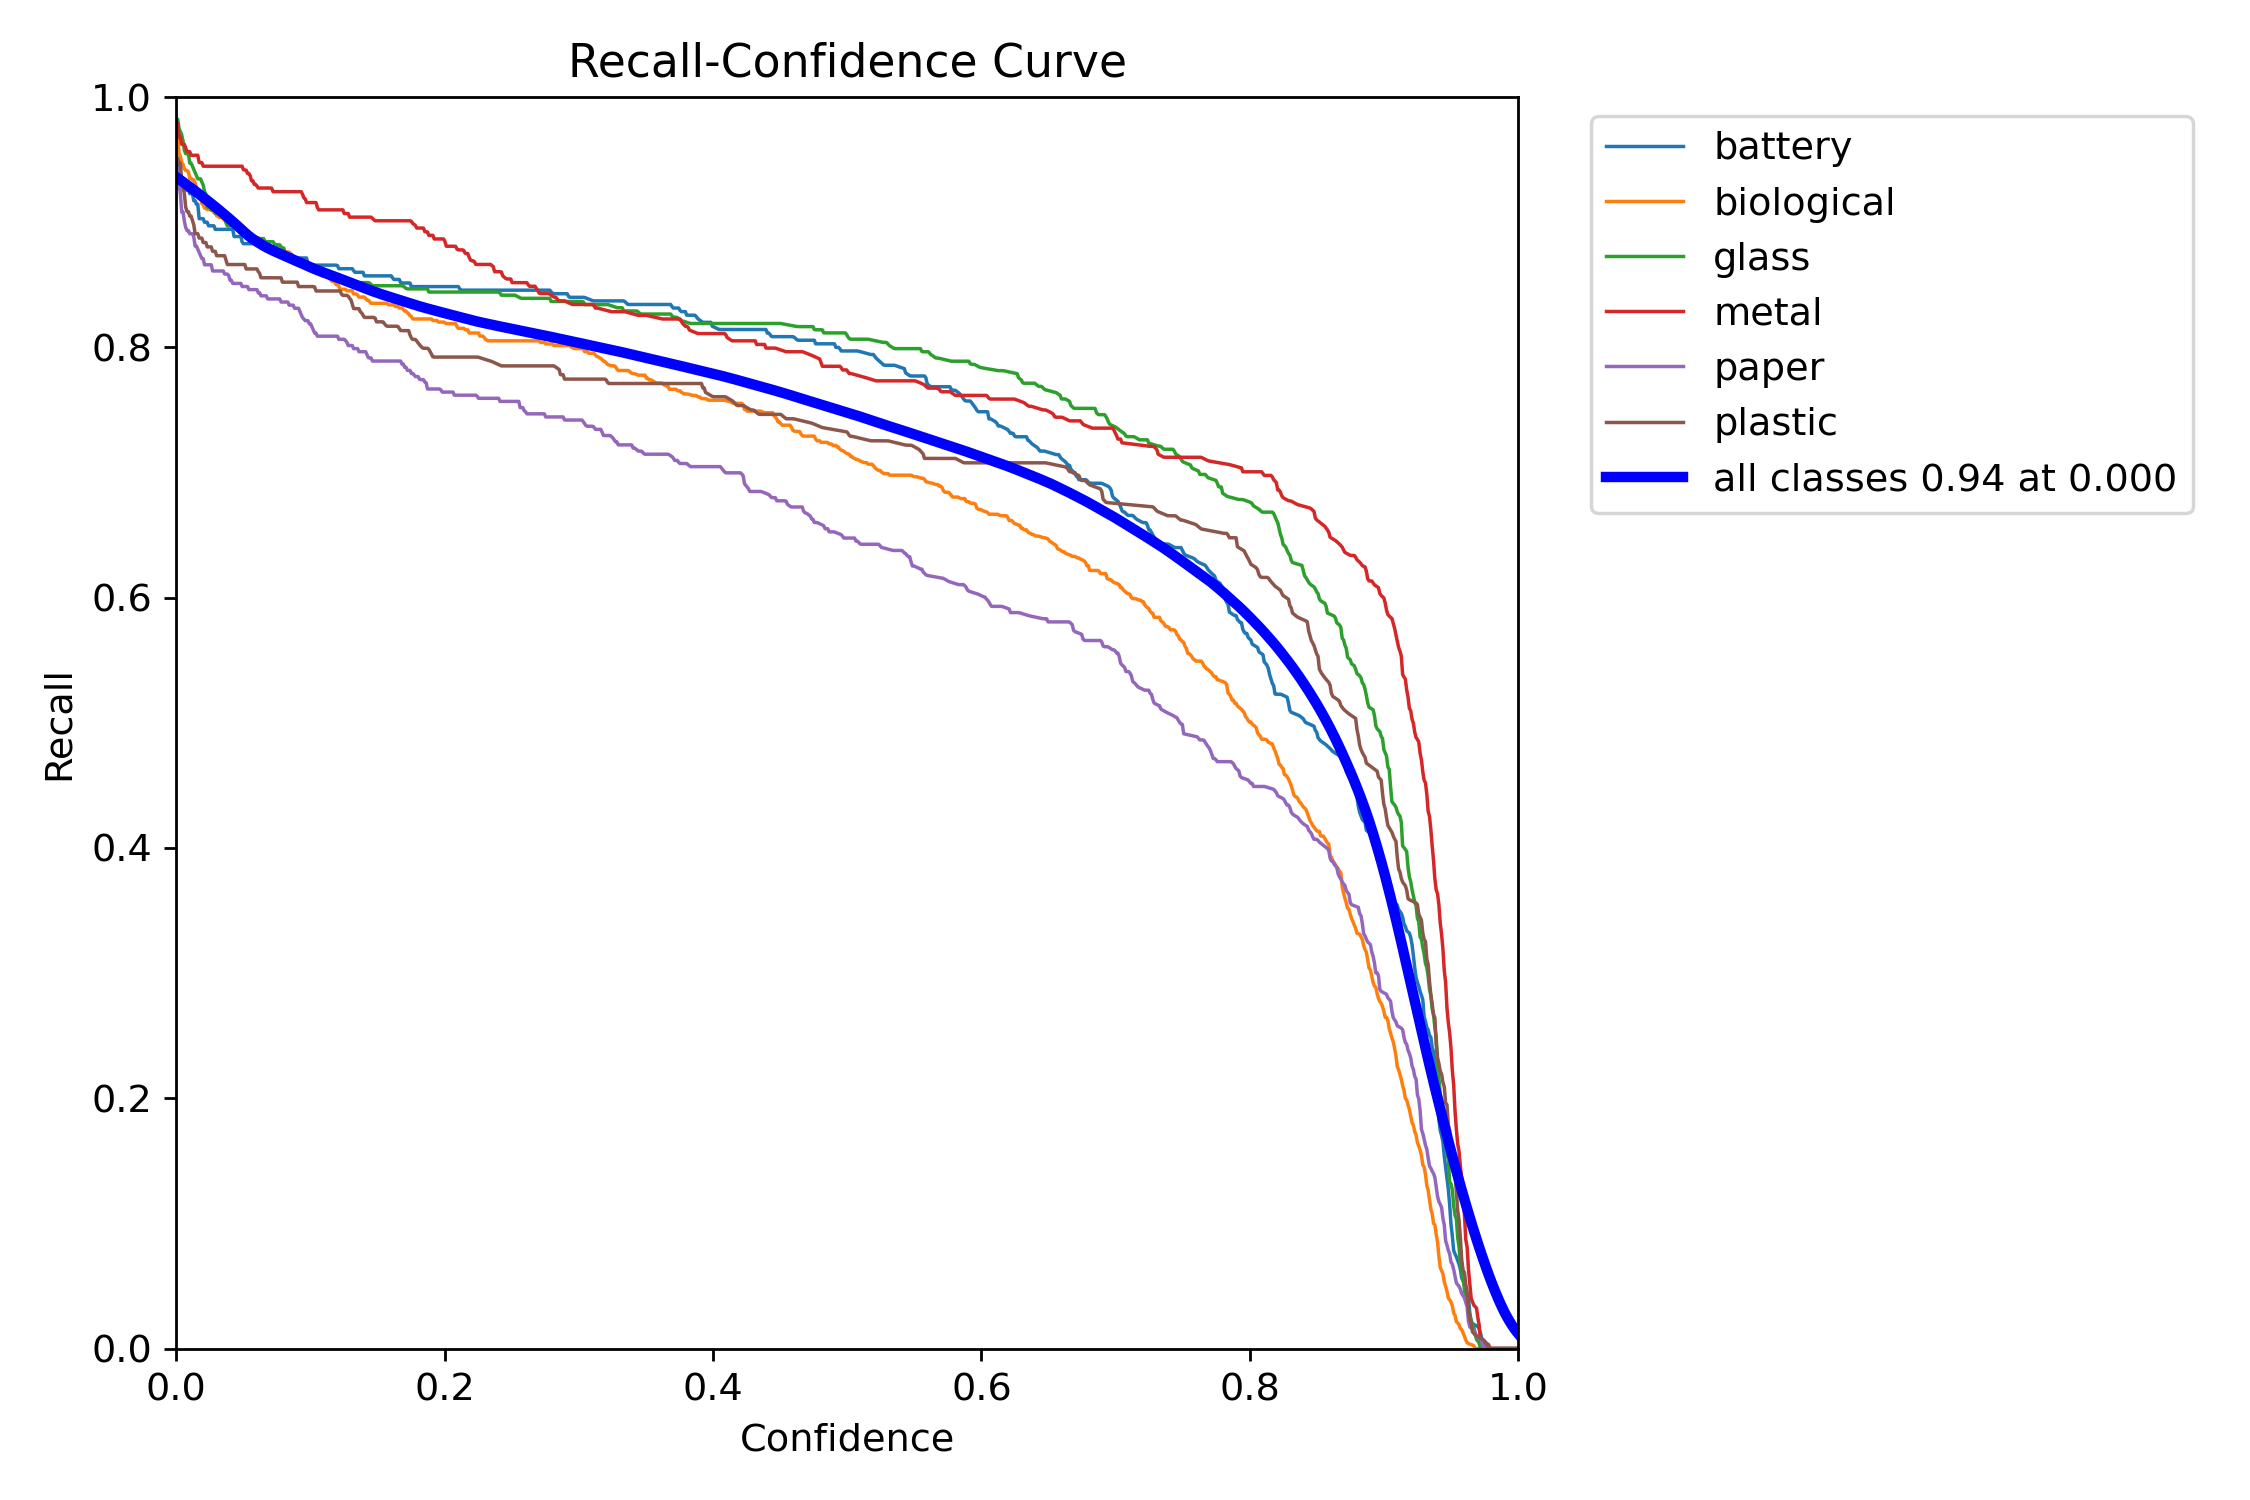 Recall-Confidence Curve
1.0
0.8
0.6
0.4
0.2
0.0
Recall
0.0 0.2 0.4 0.6 0.8 1.0
Confidence
battery
biological
glass
metal
paper
plastic
all classes 0.94 at 0.000